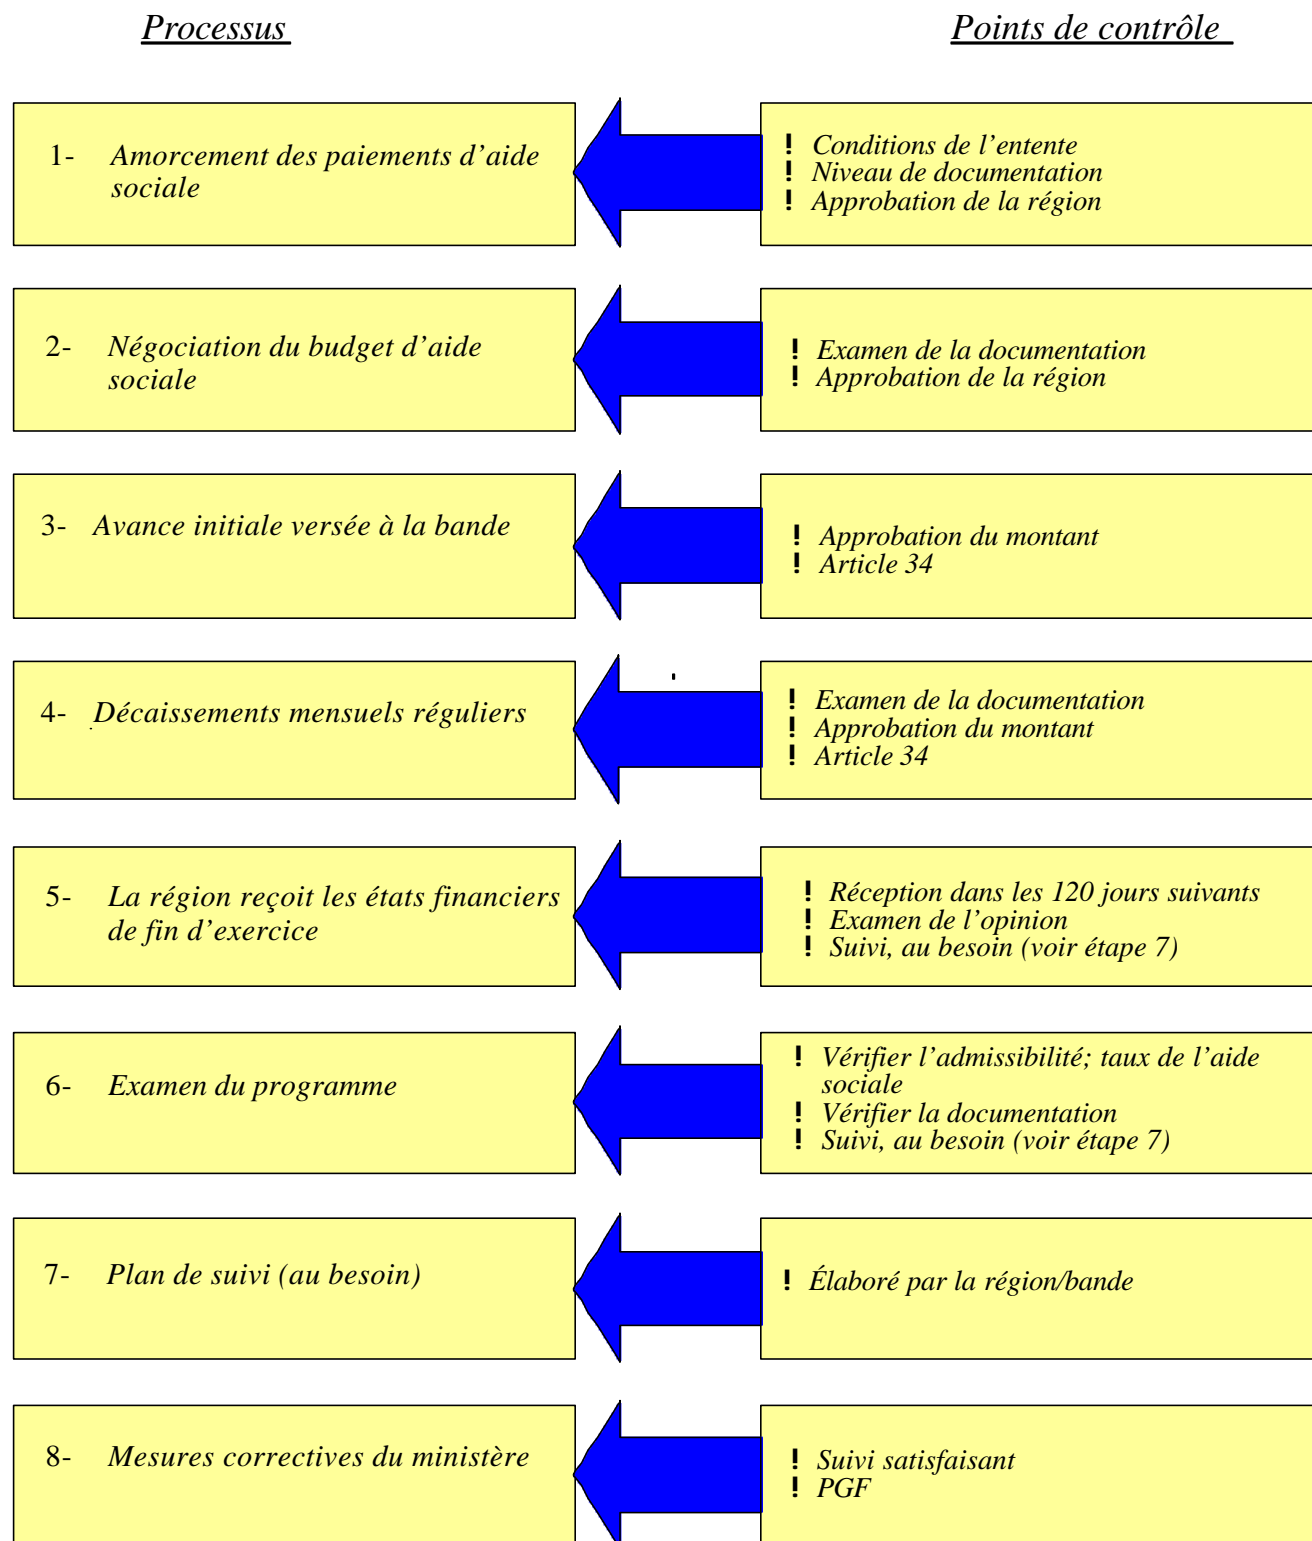 Processus
Points de contrôle
1- Amorcement des paiements d'aide
sociale
! Conditions de l'entente
! Niveau de documentation
! Approbation de la région
2- Négociation du budget d'aide
sociale
! Examen de la documentation
! Approbation de la région
3- Avance initiale versée à la bande
! Approbation du montant
! Article 34
4- Décaissements mensuels réguliers
! Examen de la documentation
! Approbation du montant
! Article 34
5- La région reçoit les états financiers
de fin d'exercice
! Réception dans les 120 jours suivants
! Examen de l'opinion
! Suivi, au besoin (voir étape 7)
6- Examen du programme
! Vérifier l'admissibilité; taux de l'aide
sociale
! Vérifier la documentation
! Suivi, au besoin (voir étape 7)
7- Plan de suivi (au besoin)
! Élaboré par la région/bande
8- Mesures correctives du ministère
! Suivi satisfaisant
! PGF